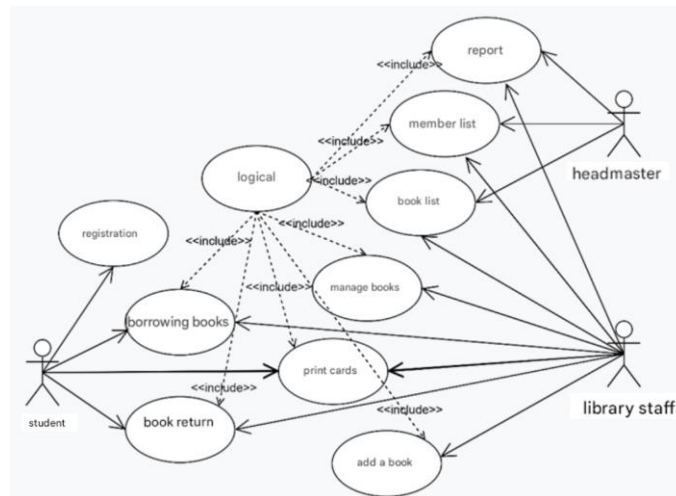 report
<<include>>
member list
<<include>>
headmaster
logical
<<include>>
book list
registration
<<include>>
<<include>>
<<include>>
manage books
borrowing books
print cards
<<include>>
library staff
student
book return
<<include>>
add a book